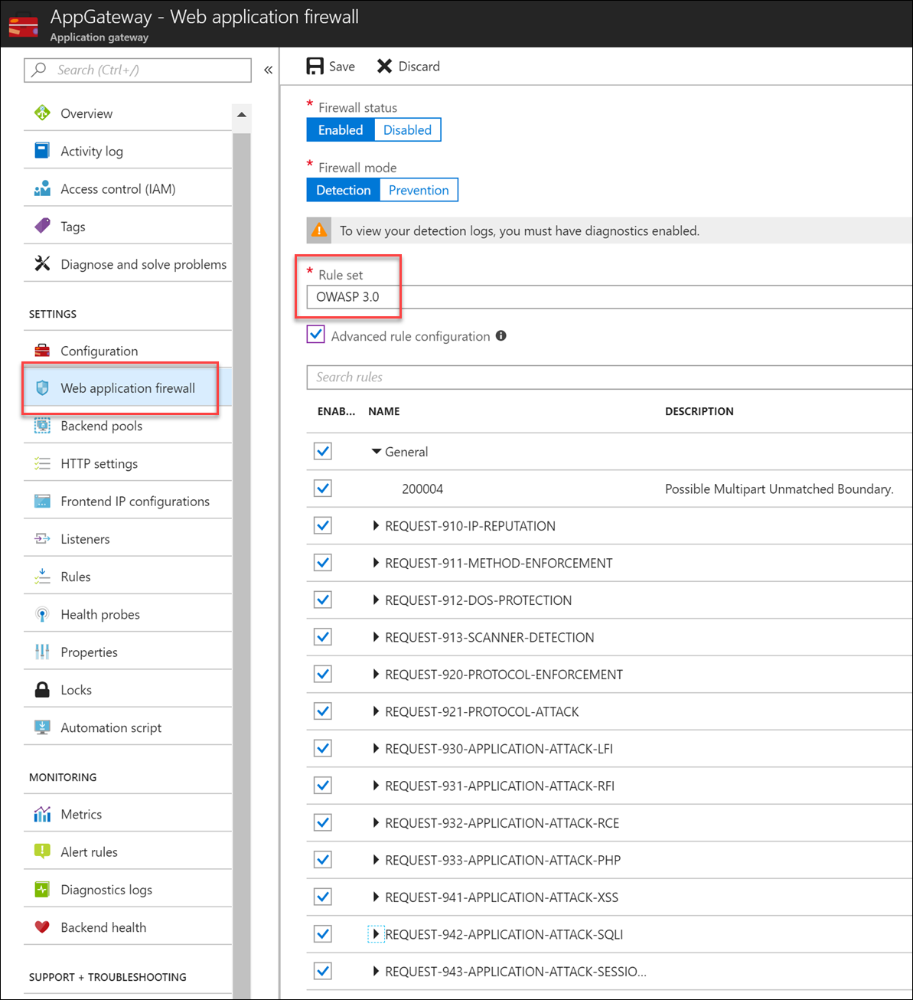 AppGateway - Web application firewall
Application gateway
Search (Ctrl+/)
«
Overview
Activity log
Access control (IAM)
Tags
Diagnose and solve problems
SETTINGS
Configuration
Web application firewall
Backend pools
HTTP settings
Frontend IP configurations
Listeners
Rules
Health probes
Properties
Locks
Automation script
MONITORING
Metrics
Alert rules
Diagnostics logs
Backend health
SUPPORT + TROUBLESHOOTING
Save Discard
* Firewall status
Enabled Disabled
* Firewall mode
Detection Prevention
To view your detection logs, you must have diagnostics enabled.
* Rule set
OWASP 3.0
Advanced rule configuration
Search rules
ENAB... NAME DESCRIPTION
General
200004 Possible Multipart Unmatched Boundary.
REQUEST-910-IP-REPUTATION
REQUEST-911-METHOD-ENFORCEMENT
REQUEST-912-DOS-PROTECTION
REQUEST-913-SCANNER-DETECTION
REQUEST-920-PROTOCOL-ENFORCEMENT
REQUEST-921-PROTOCOL-ATTACK
REQUEST-930-APPLICATION-ATTACK-LFI
REQUEST-931-APPLICATION-ATTACK-RFI
REQUEST-932-APPLICATION-ATTACK-RCE
REQUEST-933-APPLICATION-ATTACK-PHP
REQUEST-941-APPLICATION-ATTACK-XSS
REQUEST-942-APPLICATION-ATTACK-SQLI
REQUEST-943-APPLICATION-ATTACK-SESSIO...